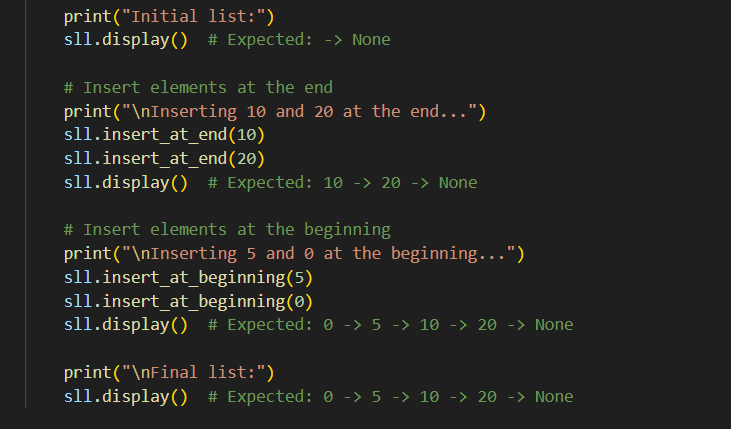 print("Initial list:")
sll.display()  # Expected: -> None
# Insert elements at the end
print("\nInserting 10 and 20 at the end...")
sll.insert_at_end(10)
sll.insert_at_end(20)
sll.display()  # Expected: 10 -> 20 -> None
# Insert elements at the beginning
print("\nInserting 5 and 0 at the beginning...")
sll.insert_at_beginning(5)
sll.insert_at_beginning(0)
sll.display()  # Expected: 0 -> 5 -> 10 -> 20 -> None
print("\nFinal list:")
sll.display()  # Expected: 0 -> 5 -> 10 -> 20 -> None